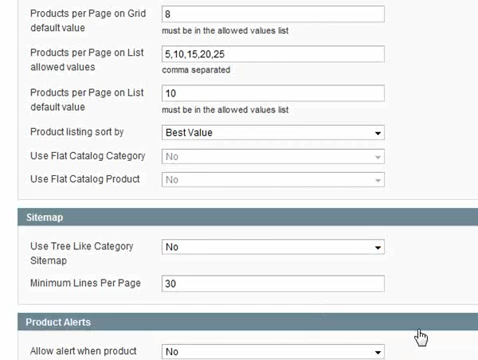 Products per Page on Grid
default value
8
must be in the allowed values list
Products per Page on List
allowed values
5,10,15,20,25
comma separated
Products per Page on List
default value
10
must be in the allowed values list
Product listing sort by
Best Value
Use Flat Catalog Category
No
Use Flat Catalog Product
No
Sitemap
Use Tree Like Category
Sitemap
No
Minimum Lines Per Page
30
Product Alerts
Allow alert when product
No